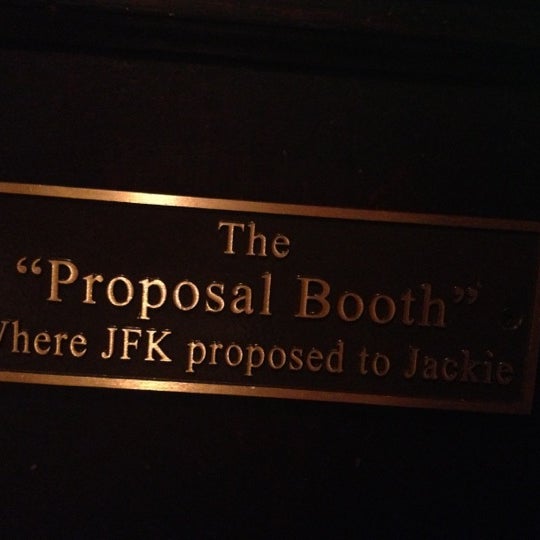 The
“Proposal Booth”
Where JFK proposed to Jackie